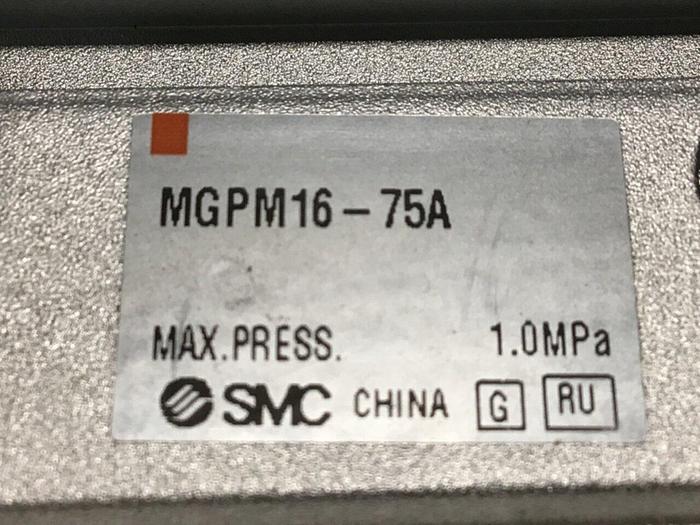 MGPM16-75A
MAX.PRESS. 1.0MPa
SMC CHINA G RU